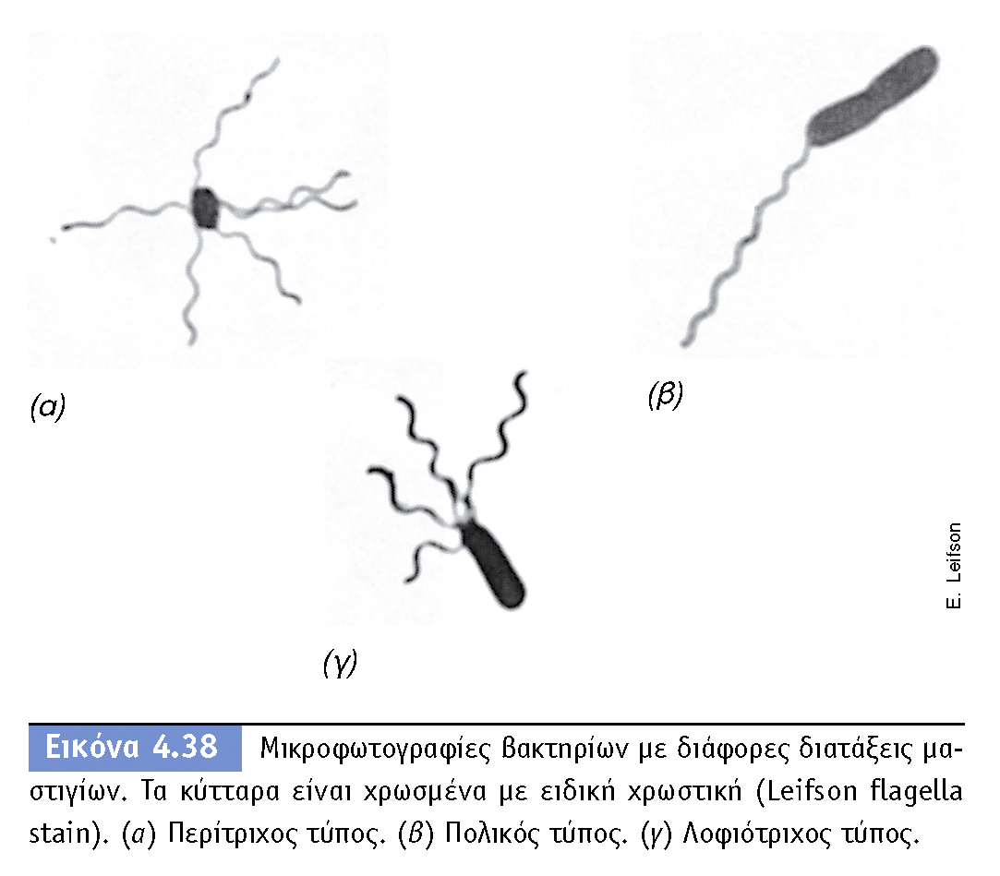 (α)
(β)
(γ)
E. Leifson
Εικόνα 4.38 Μικροφωτογραφίες βακτηρίων με διάφορες διατάξεις μα-
στιγίων. Τα κύτταρα είναι χρωσμένα με ειδική χρωστική (Leifson flagella
stain). (α) Περίτριχος τύπος. (β) Πολικός τύπος. (γ) Λοφιότριχος τύπος.